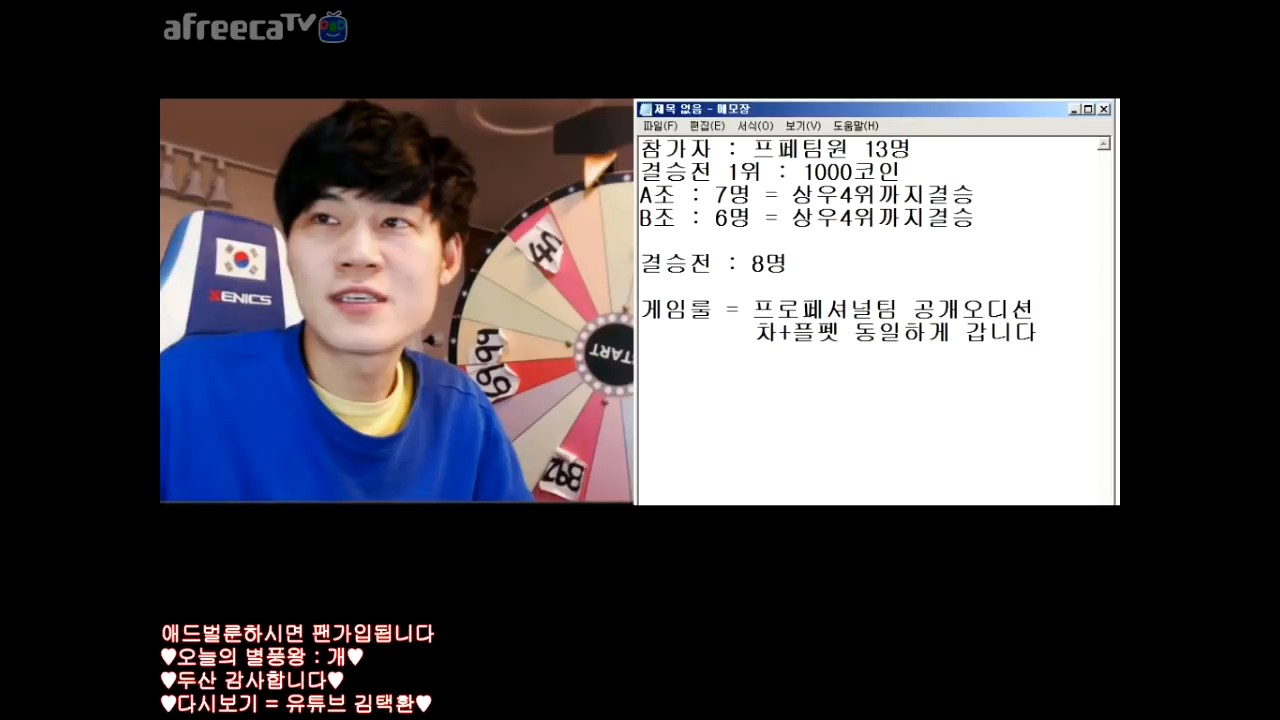 afreecaTV
제목 없음 - 메모장
파일(F) 편집(E) 서식(O) 보기(V) 도움말(H)
참가자 : 프페팀원 13명
결승전 1위 : 1000코인
A조 : 7명 = 상우4위까지결승
B조 : 6명 = 상우4위까지결승
결승전 : 8명
게임룰 = 프로페셔널팀 공개오디션
차+플펫 동일하게 갑니다
XENICS
START
애드벌룬하시면 팬가입됩니다
♥오늘의 별풍왕 : 개♥
♥두산 감사합니다♥
♥다시보기 = 유튜브 김택환♥